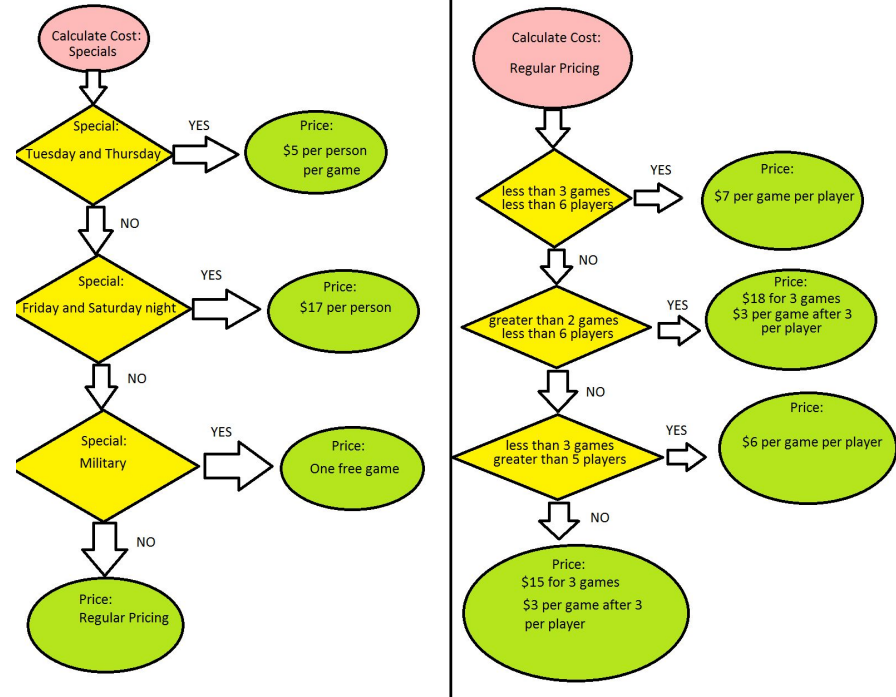 Calculate Cost:
Specials
Special:
Tuesday and Thursday
YES
Price:
$5 per person
per game
NO
Special:
Friday and Saturday night
YES
Price:
$17 per person
NO
Special:
Military
YES
Price:
One free game
NO
Price:
Regular Pricing
Calculate Cost:
Regular Pricing
less than 3 games
less than 6 players
YES
Price:
$7 per game per player
NO
greater than 2 games
less than 6 players
YES
Price:
$18 for 3 games
$3 per game after 3
per player
NO
less than 3 games
greater than 5 players
YES
Price:
$6 per game per player
NO
Price:
$15 for 3 games
$3 per game after 3
per player